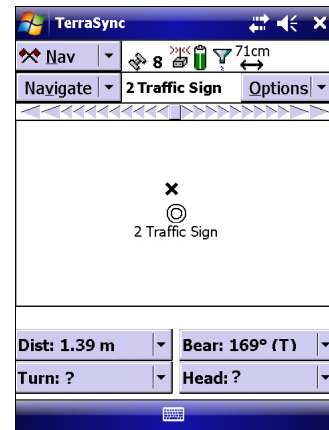 TerraSync
Nav 8 71cm
Navigate 2 Traffic Sign Options
2 Traffic Sign
Dist: 1.39 m Bear: 169° (T)
Turn: ? Head: ?